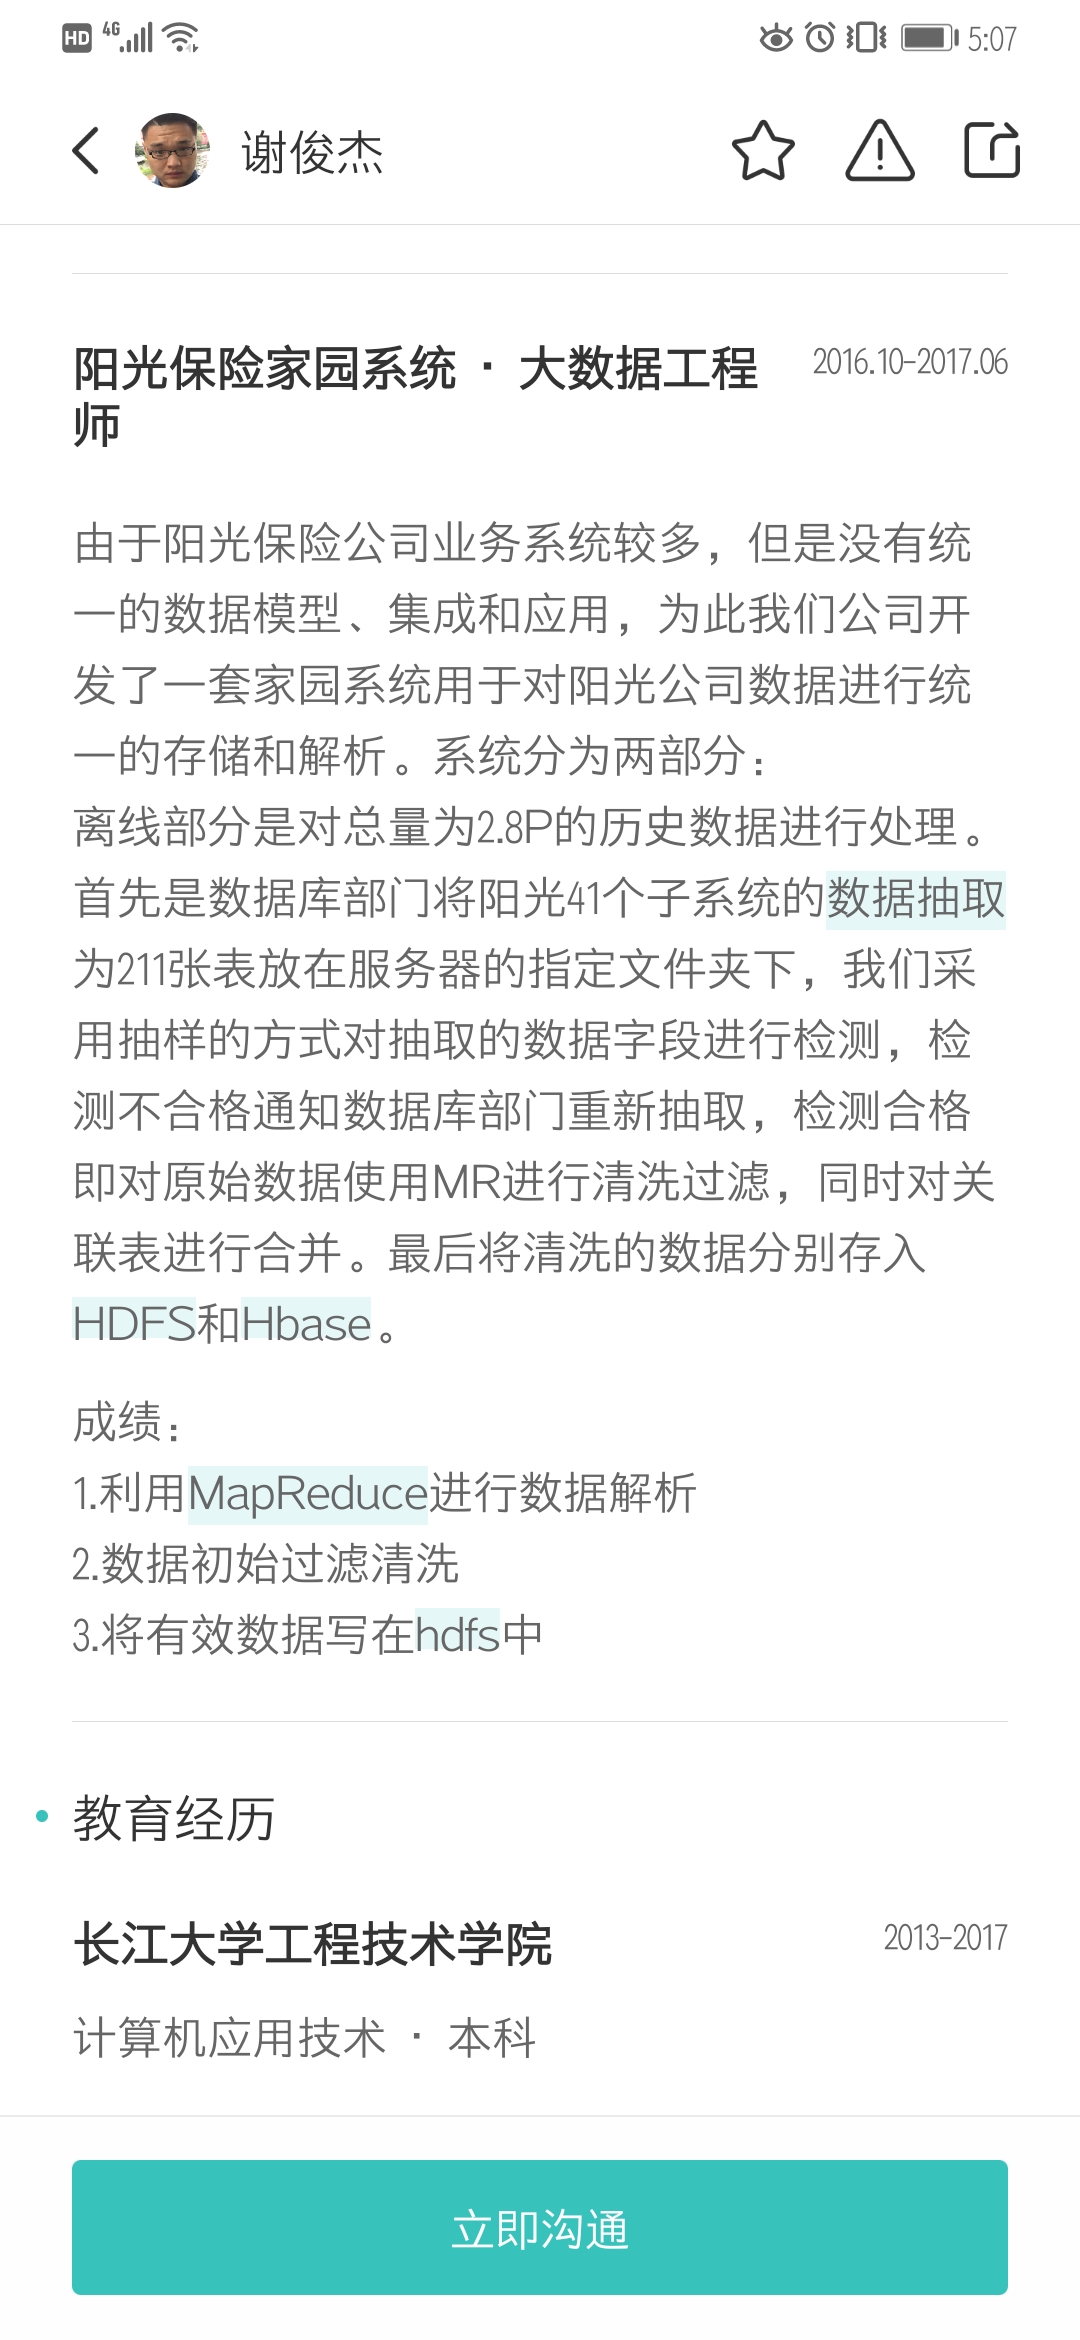 HD 4G 5:07
谢俊杰
阳光保险家园系统 · 大数据工程 2016.10-2017.06
师
由于阳光保险公司业务系统较多，但是没有统
一的数据模型、集成和应用，为此我们公司开
发了一套家园系统用于对阳光公司数据进行统
一的存储和解析。系统分为两部分：
离线部分是对总量为2.8P的历史数据进行处理。
首先是数据库部门将阳光41个子系统的数据抽取
为211张表放在服务器的指定文件夹下，我们采
用抽样的方式对抽取的数据字段进行检测，检
测不合格通知数据库部门重新抽取，检测合格
即对原始数据使用MR进行清洗过滤，同时对关
联表进行合并。最后将清洗的数据分别存入
HDFS和Hbase。
成绩：
1.利用MapReduce进行数据解析
2.数据初始过滤清洗
3.将有效数据写在hdfs中
教育经历
长江大学工程技术学院 2013-2017
计算机应用技术 · 本科
立即沟通